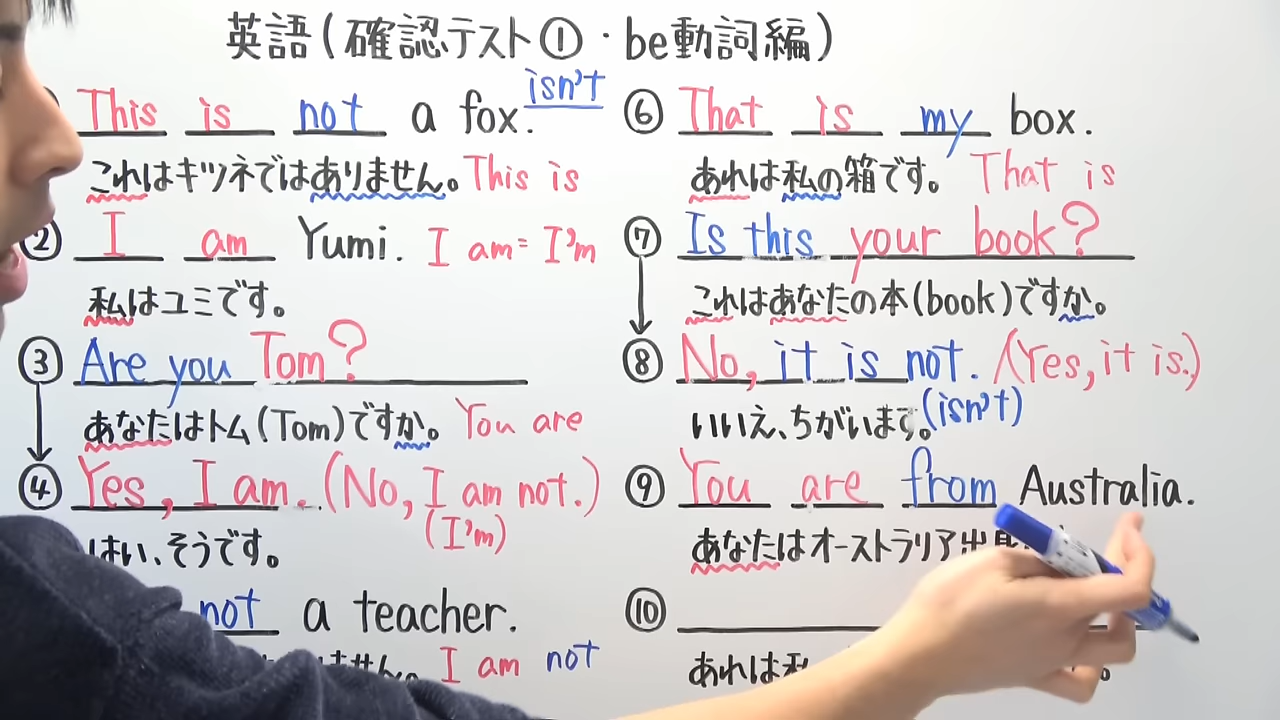 英語(確認テスト①・be動詞編)
This is not a fox. isn't
これはキツネではありません。This is
② I am Yumi. I am = I'm
私はユミです。
③ Are you Tom?
あなたはトム(Tom)ですか。You are
④ Yes, I am. (No, I am not.)
(I'm)
はい、そうです。
not a teacher.
ません。I am not
⑥ That is my box.
あれは私の箱です。That is
⑦ Is this your book?
これはあなたの本(book)ですか。
⑧ No, it is not. (Yes, it is.)
いいえ、ちがいます。(isn't)
⑨ You are from Australia.
あなたはオーストラリア出身
⑩
あれは私